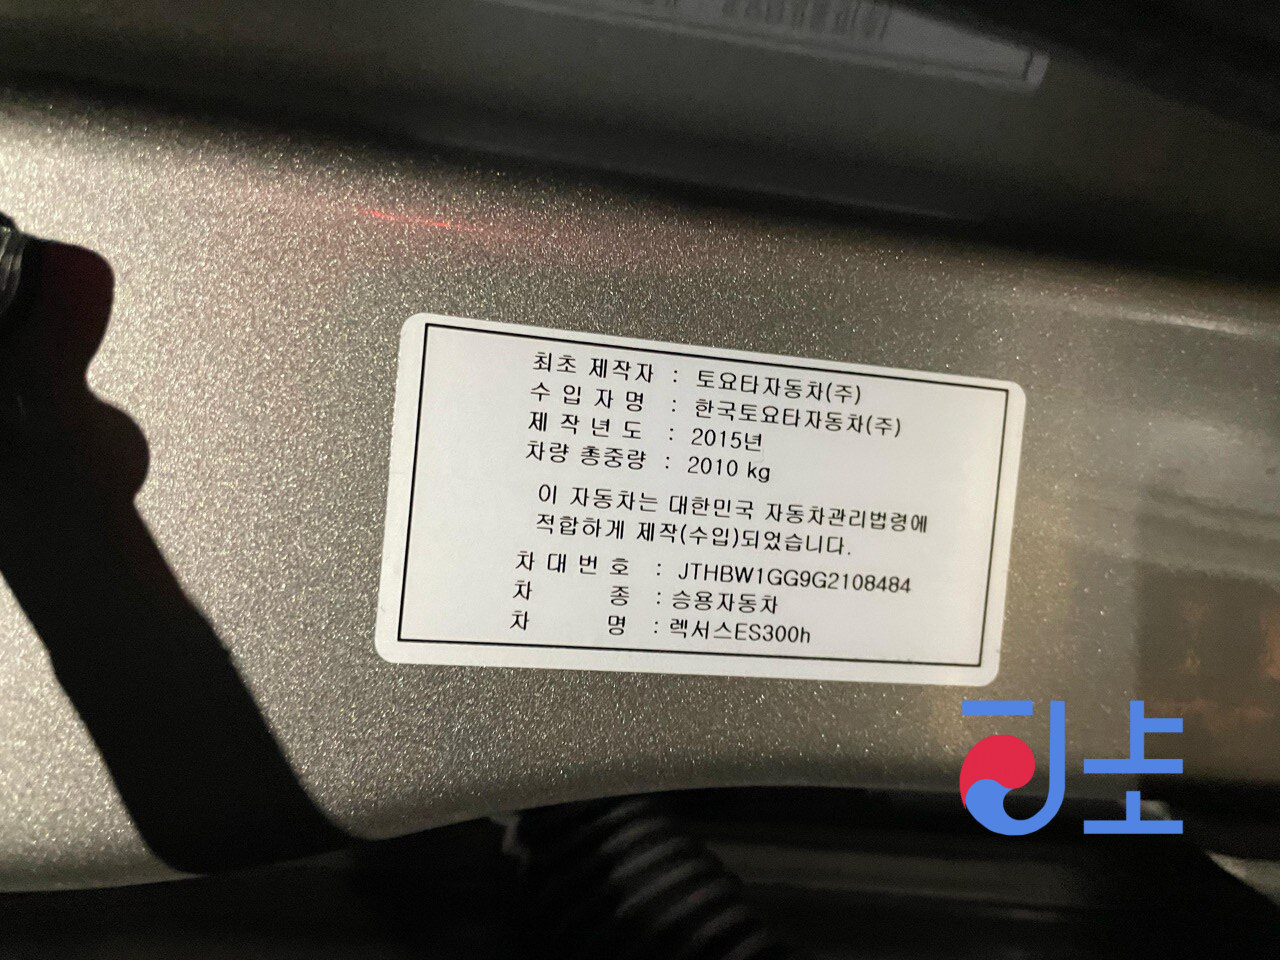 최초 제작자 : 토요타자동차(주)
수 입 자 명 : 한국토요타자동차(주)
제 작 년 도 : 2015년
차량 총중량 : 2010 kg
이 자동차는 대한민국 자동차관리법령에
적합하게 제작(수입)되었습니다.
차 대 번 호 : JTHBW1GG9G2108484
차 종 : 승용자동차
차 명 : 렉서스ES300h